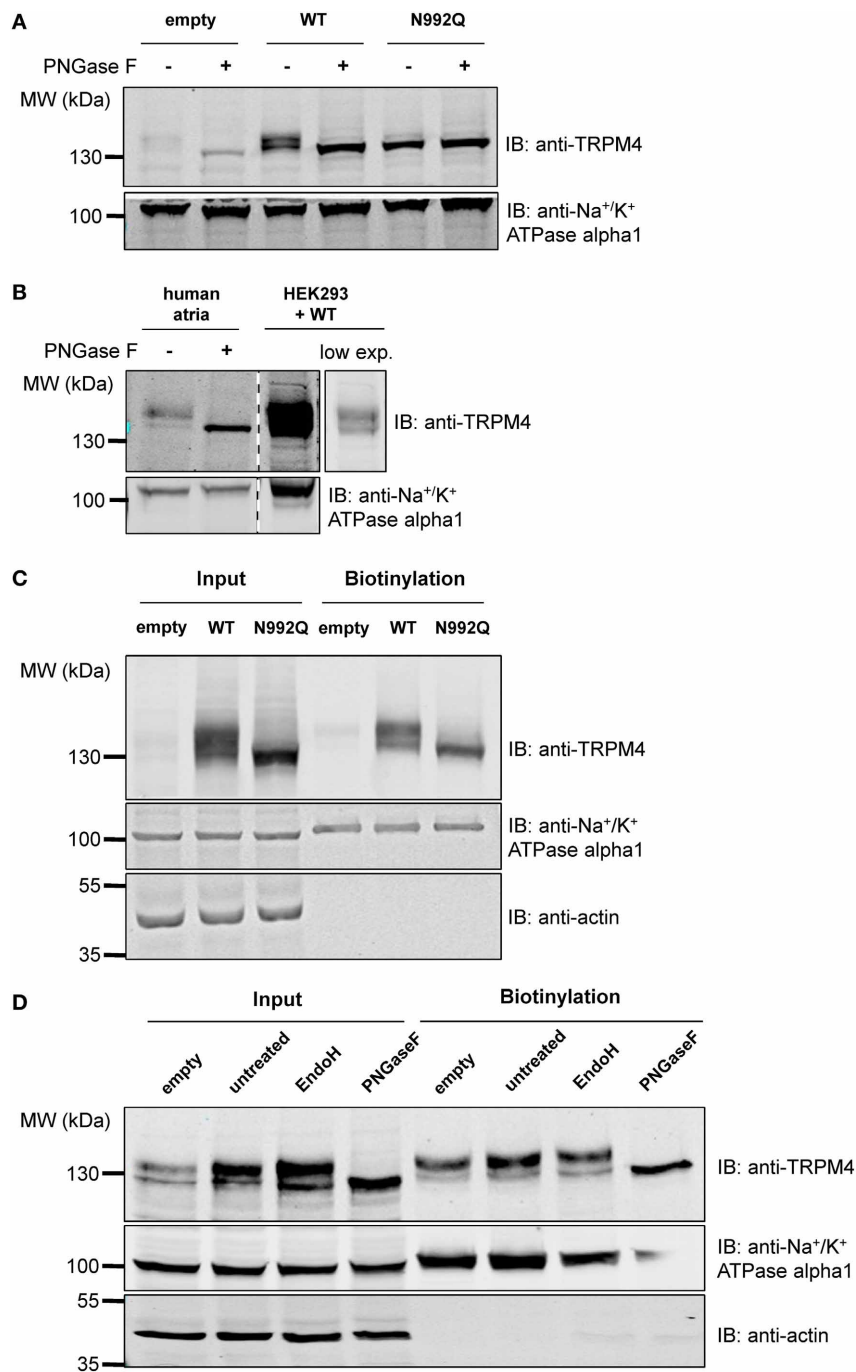 A
empty WT N992Q
PNGase F - + - + - +
MW (kDa)
130
IB: anti-TRPM4
100
IB: anti-Na+/K+
ATPase alpha1
B
human
atria
HEK293
+ WT
PNGase F - + low exp.
MW (kDa)
130
IB: anti-TRPM4
100
IB: anti-Na+/K+
ATPase alpha1
C
Input Biotinylation
empty WT N992Q empty WT N992Q
MW (kDa)
130
IB: anti-TRPM4
100
IB: anti-Na+/K+
ATPase alpha1
55
IB: anti-actin
35
D
Input Biotinylation
empty untreated EndoH PNGaseF empty untreated EndoH PNGaseF
MW (kDa)
130
IB: anti-TRPM4
100
IB: anti-Na+/K+
ATPase alpha1
55
IB: anti-actin
35